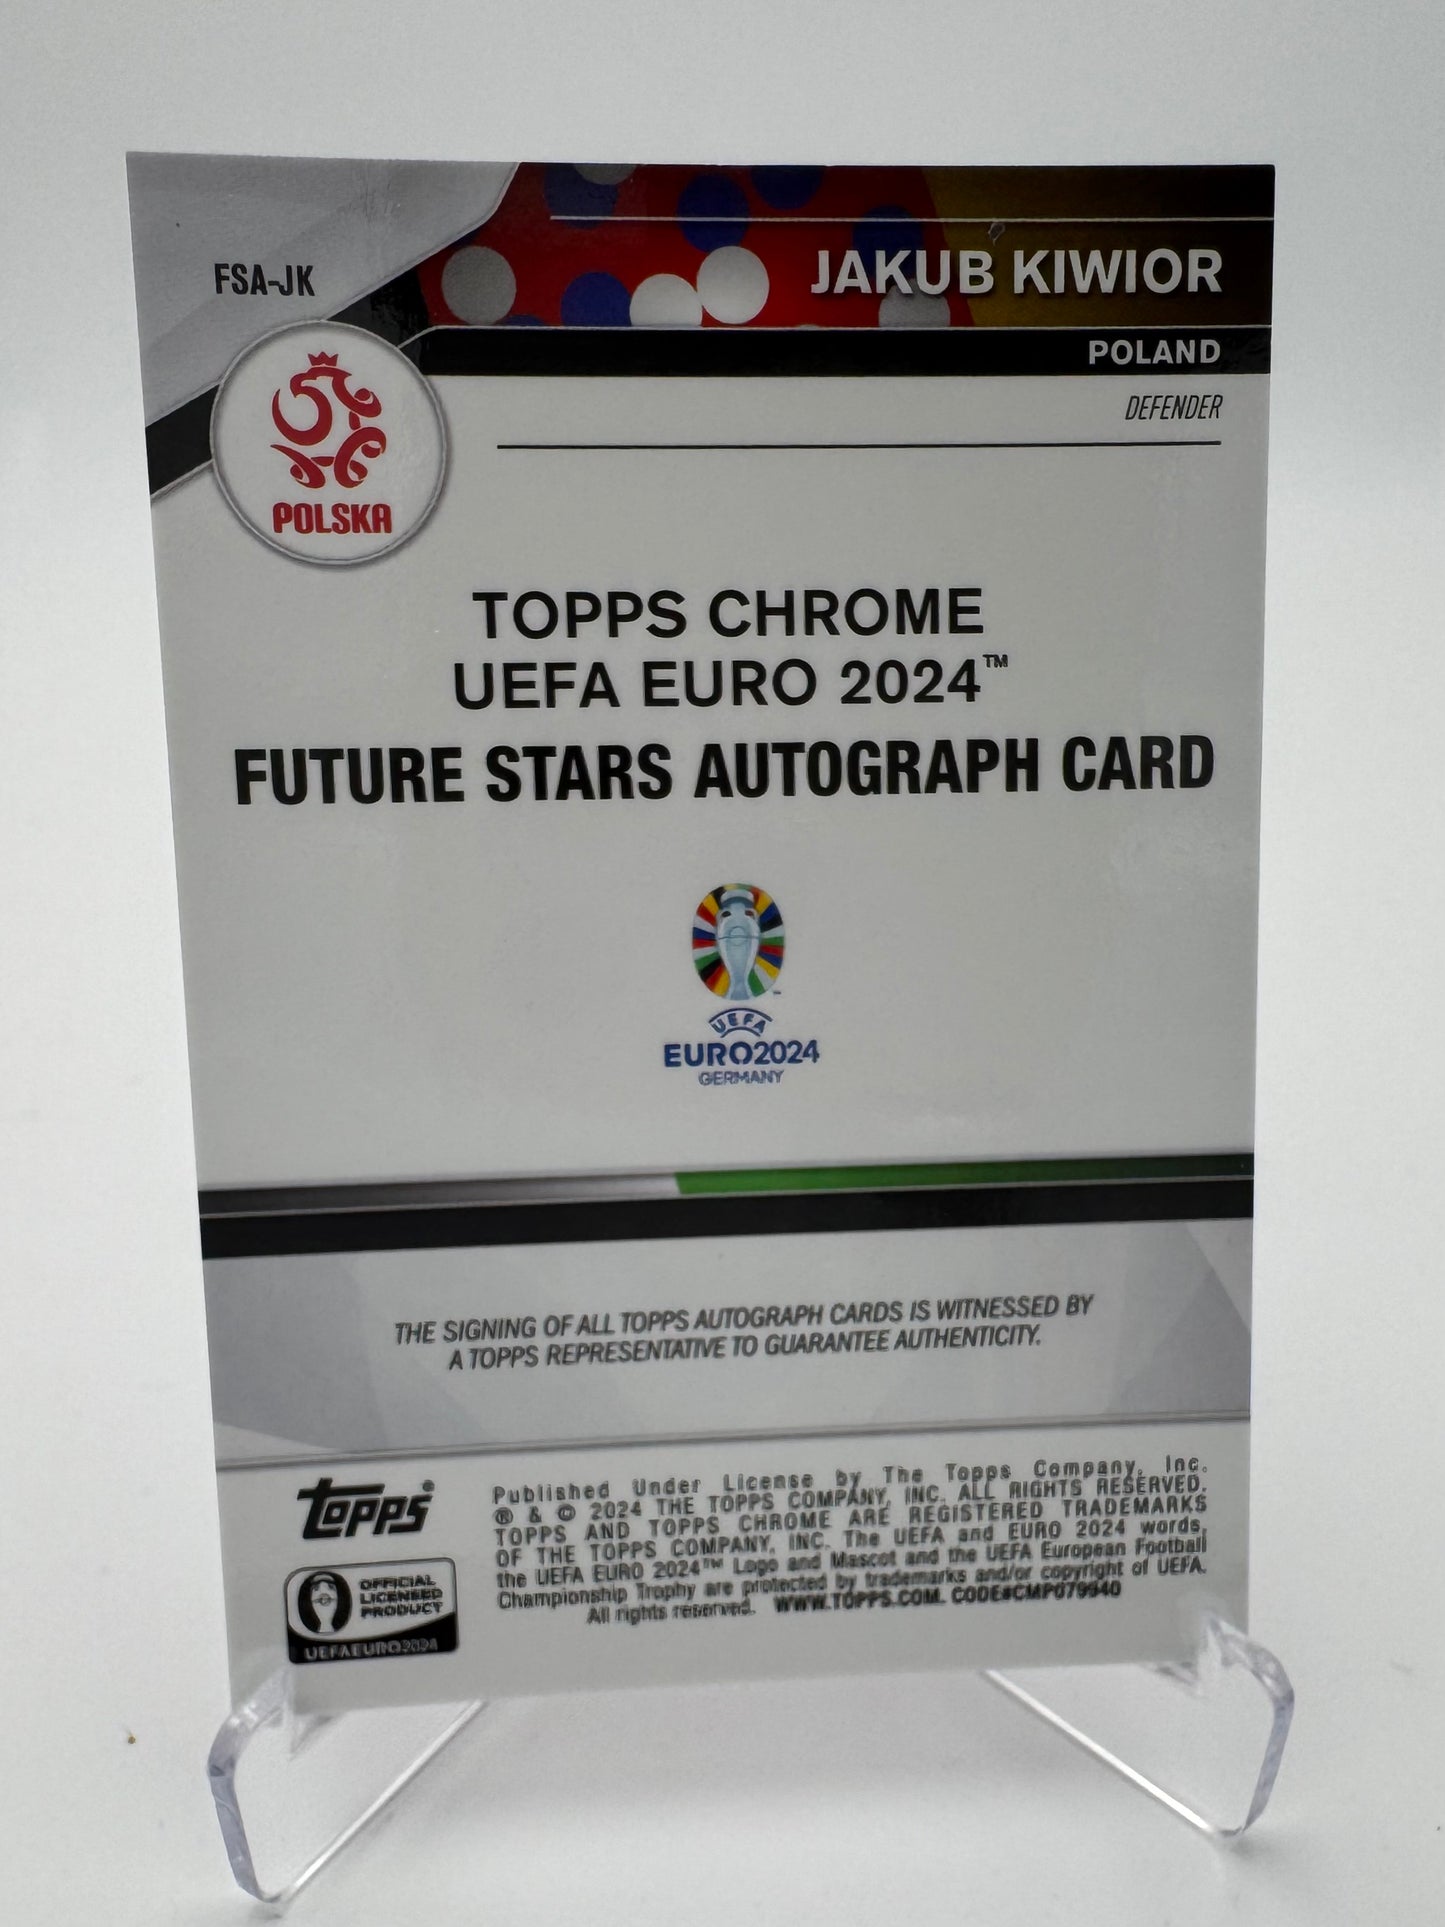 FSA-JK
JAKUB KIWIOR
POLAND
DEFENDER
POLSKA
TOPPS CHROME
UEFA EURO 2024™
FUTURE STARS AUTOGRAPH CARD
UEFA
EURO2024
GERMANY
THE SIGNING OF ALL TOPPS AUTOGRAPH CARDS IS WITNESSED BY
A TOPPS REPRESENTATIVE TO GUARANTEE AUTHENTICITY.
topps®
OFFICIAL
LICENSED
PRODUCT
UEFA EURO2024
Published Under License by The Topps Company, Inc.
® & © 2024 THE TOPPS COMPANY, INC. ALL RIGHTS RESERVED.
TOPPS AND TOPPS CHROME ARE REGISTERED TRADEMARKS
OF THE TOPPS COMPANY, INC. The UEFA and EURO 2024 words,
the UEFA EURO 2024™ Logo and Mascot and the UEFA European Football
Championship Trophy are protected by trademarks and/or copyright of UEFA.
All rights reserved. WWW.TOPPS.COM. CODE#CMP079940